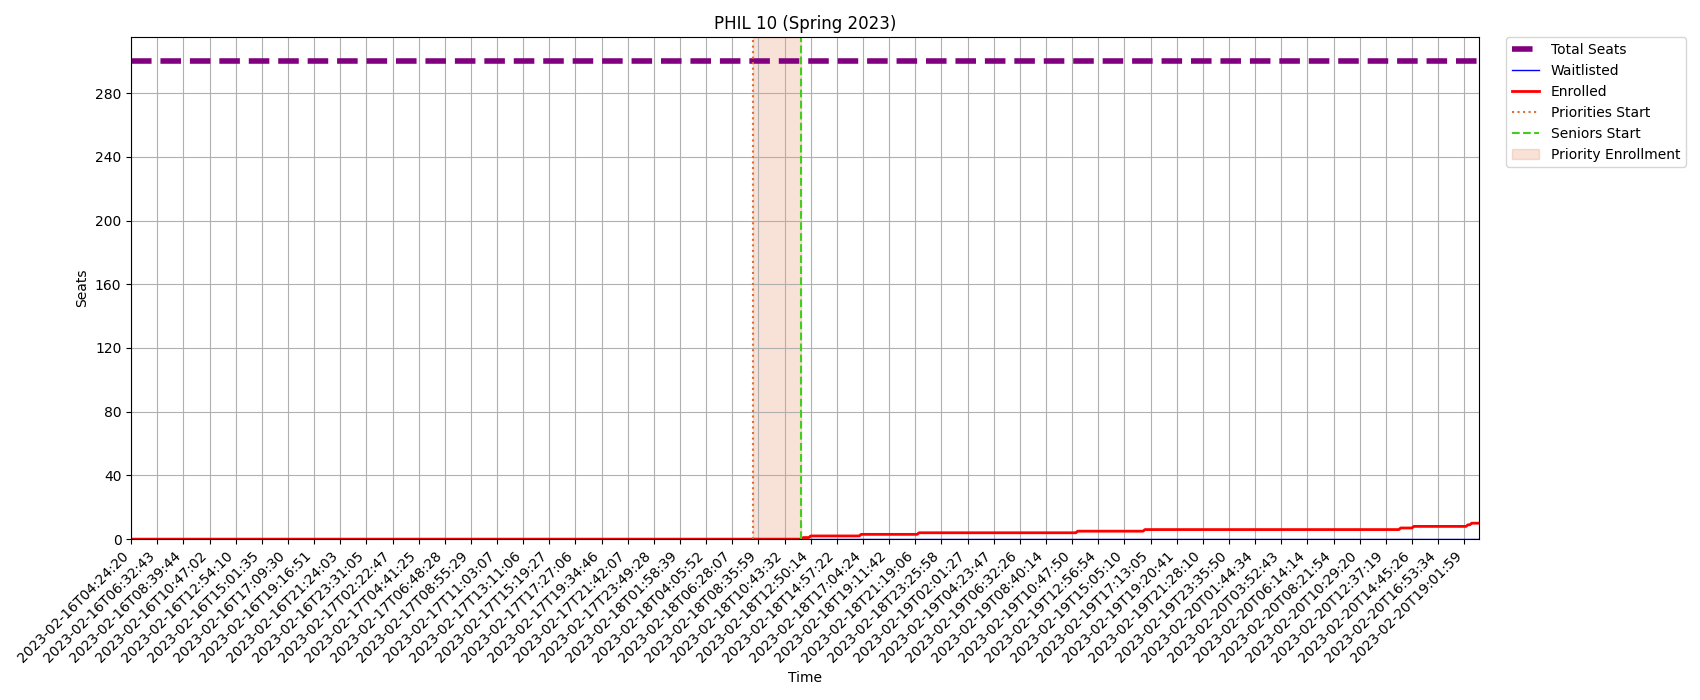 PHIL 10 (Spring 2023)
Total Seats
Waitlisted
Enrolled
Priorities Start
Seniors Start
Priority Enrollment
Seats
280
240
200
160
120
80
40
0
2023-02-16T04:24:20
2023-02-16T06:32:43
2023-02-16T08:39:44
2023-02-16T10:47:02
2023-02-16T12:54:10
2023-02-16T15:01:35
2023-02-16T17:09:30
2023-02-16T19:16:51
2023-02-16T21:24:03
2023-02-16T23:31:05
2023-02-17T02:22:47
2023-02-17T04:41:25
2023-02-17T06:48:28
2023-02-17T08:55:29
2023-02-17T11:03:07
2023-02-17T13:11:06
2023-02-17T15:19:27
2023-02-17T17:27:06
2023-02-17T19:34:46
2023-02-17T21:42:07
2023-02-17T23:49:28
2023-02-18T01:58:39
2023-02-18T04:05:52
2023-02-18T06:28:07
2023-02-18T08:35:59
2023-02-18T10:43:32
2023-02-18T12:50:14
2023-02-18T14:57:22
2023-02-18T17:04:24
2023-02-18T19:11:42
2023-02-18T21:19:06
2023-02-18T23:25:58
2023-02-19T02:01:27
2023-02-19T04:23:47
2023-02-19T06:32:26
2023-02-19T08:40:14
2023-02-19T10:47:50
2023-02-19T12:56:54
2023-02-19T15:05:10
2023-02-19T17:13:05
2023-02-19T19:20:41
2023-02-19T21:28:10
2023-02-19T23:35:50
2023-02-20T01:44:34
2023-02-20T03:52:43
2023-02-20T06:14:14
2023-02-20T08:21:54
2023-02-20T10:29:20
2023-02-20T12:37:19
2023-02-20T14:45:26
2023-02-20T16:53:34
2023-02-20T19:01:59
Time